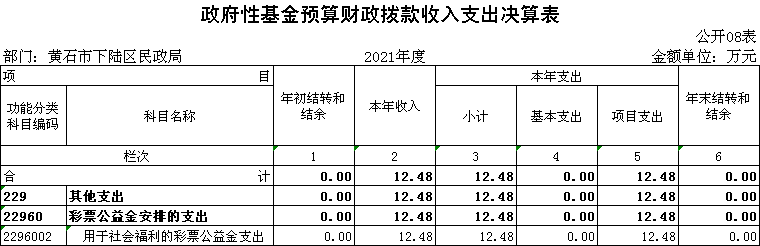 政府性基金预算财政拨款收入支出决算表
公开08表
部门：黄石市下陆区民政局 2021年度 金额单位：万元
项 目 年初结转和结余 本年收入 本年支出 年末结转和结余
功能分类科目编码 科目名称 小计 基本支出 项目支出
栏次 1 2 3 4 5 6
合 计 0.00 12.48 12.48 0.00 12.48 0.00
229 其他支出 0.00 12.48 12.48 0.00 12.48 0.00
22960 彩票公益金安排的支出 0.00 12.48 12.48 0.00 12.48 0.00
2296002 用于社会福利的彩票公益金支出 0.00 12.48 12.48 0.00 12.48 0.00